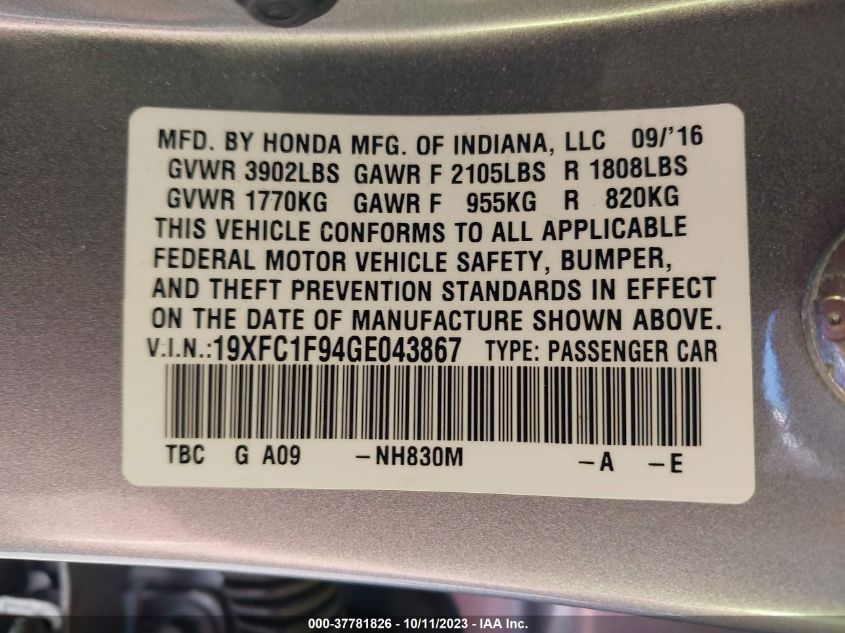 MFD. BY HONDA MFG. OF INDIANA, LLC 09/'16
GVWR 3902LBS GAWR F 2105LBS R 1808LBS
GVWR 1770KG GAWR F 955KG R 820KG
THIS VEHICLE CONFORMS TO ALL APPLICABLE
FEDERAL MOTOR VEHICLE SAFETY, BUMPER,
AND THEFT PREVENTION STANDARDS IN EFFECT
ON THE DATE OF MANUFACTURE SHOWN ABOVE.
V.I.N.:19XFC1F94GE043867 TYPE: PASSENGER CAR
TBC G A09 -NH830M -A -E
000-37781826 - 10/11/2023 - IAA Inc.